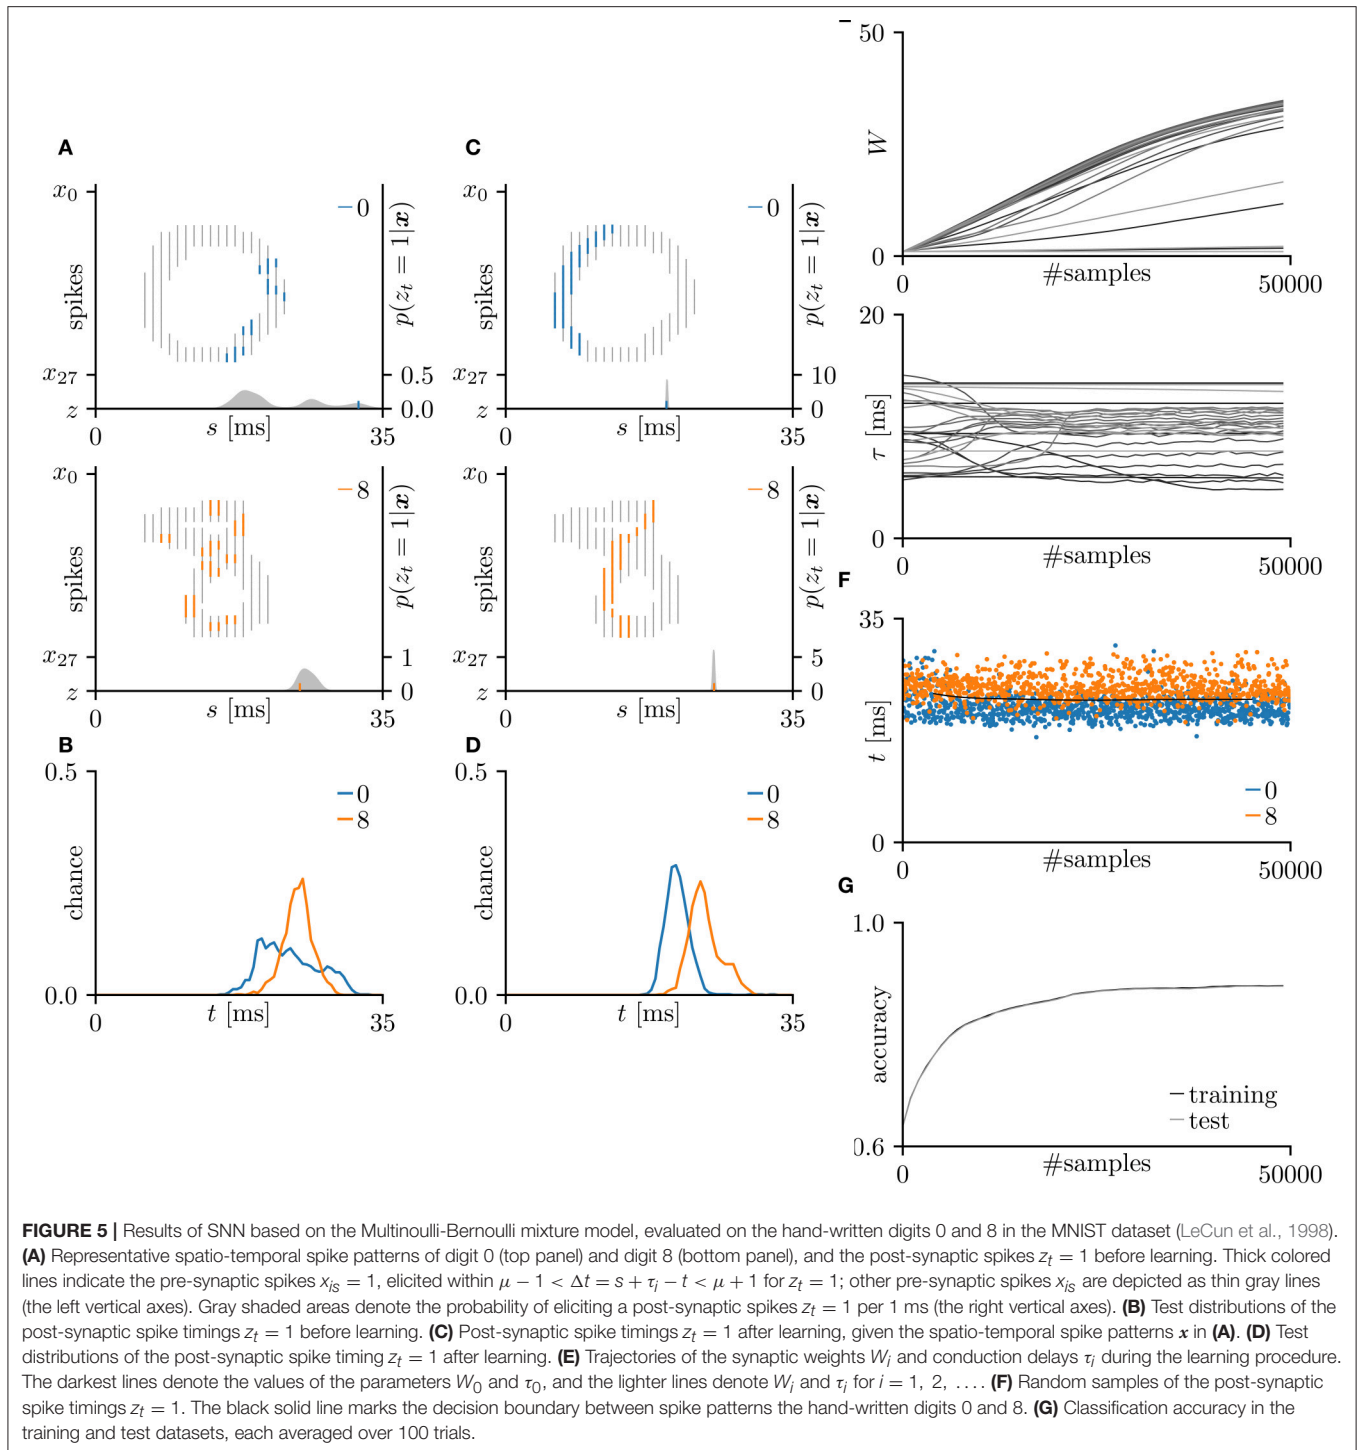 A
x0
0
spikes
p(zt = 1|x)
x27
0.5
z
0.0
0
s [ms]
35
x0
8
spikes
p(zt = 1|x)
x27
1
z
0
0
s [ms]
35
B
0.5
0
8
chance
0.0
0
t [ms]
35
C
x0
0
spikes
p(zt = 1|x)
x27
10
z
0
0
s [ms]
35
x0
8
spikes
p(zt = 1|x)
x27
5
z
0
0
s [ms]
35
D
0.5
0
8
chance
0.0
0
t [ms]
35
50
W
0
0
#samples
50000
20
τ [ms]
0
0
#samples
50000
F
35
t [ms]
0
8
0
0
#samples
50000
G
1.0
accuracy
training
test
0.6
0
#samples
50000
FIGURE 5 | Results of SNN based on the Multinoulli-Bernoulli mixture model, evaluated on the hand-written digits 0 and 8 in the MNIST dataset (LeCun et al., 1998).
(A) Representative spatio-temporal spike patterns of digit 0 (top panel) and digit 8 (bottom panel), and the post-synaptic spikes zt = 1 before learning. Thick colored
lines indicate the pre-synaptic spikes xis = 1, elicited within μ − 1 < Δt = s + τi − t < μ + 1 for zt = 1; other pre-synaptic spikes xis are depicted as thin gray lines
(the left vertical axes). Gray shaded areas denote the probability of eliciting a post-synaptic spikes zt = 1 per 1 ms (the right vertical axes). (B) Test distributions of the
post-synaptic spike timings zt = 1 before learning. (C) Post-synaptic spike timings zt = 1 after learning, given the spatio-temporal spike patterns x in (A). (D) Test
distributions of the post-synaptic spike timing zt = 1 after learning. (E) Trajectories of the synaptic weights Wi and conduction delays τi during the learning procedure.
The darkest lines denote the values of the parameters W0 and τ0, and the lighter lines denote Wi and τi for i = 1, 2, .... (F) Random samples of the post-synaptic
spike timings zt = 1. The black solid line marks the decision boundary between spike patterns the hand-written digits 0 and 8. (G) Classification accuracy in the
training and test datasets, each averaged over 100 trials.